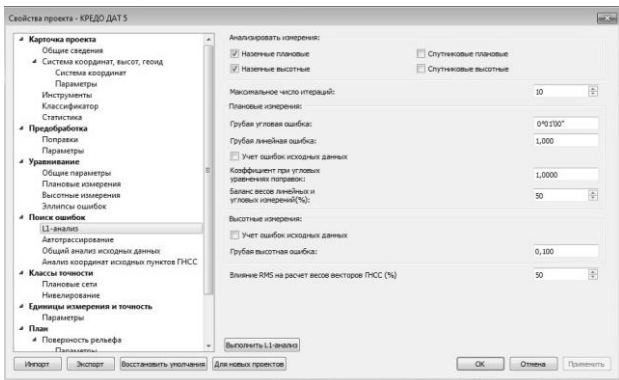 Свойства проекта - КРЕДО ДАТ 5
Карточка проекта
Общие сведения
Система координат, высот, геоид
Система координат
Параметры
Инструменты
Классификатор
Статистика
Предобработка
Поправки
Параметры
Уравнивание
Общие параметры
Плановые измерения
Высотные измерения
Эллипсы ошибок
Поиск ошибок
L1-анализ
Автотрассирование
Общий анализ исходных данных
Анализ координат исходных пунктов ГНСС
Классы точности
Плановые сети
Нивелирование
Единицы измерения и точность
Параметры
План
Поверхность рельефа
Параметры
Анализировать измерения:
Наземные плановые
Спутниковые плановые
Наземные высотные
Спутниковые высотные
Максимальное число итераций: 10
Плановые измерения:
Грубая угловая ошибка: 0°01'00"
Грубая линейная ошибка: 1,000
Учет ошибок исходных данных
Коэффициент при угловых
уравнениях поправок: 1,0000
Баланс весов линейных и
угловых измерений(%): 50
Высотные измерения:
Учет ошибок исходных данных
Грубая высотная ошибка: 0,100
Влияние RMS на расчет весов векторов ГНСС (%) 50
Выполнить L1-анализ
Импорт Экспорт Восстановить умолчания Для новых проектов OK Отмена Применить